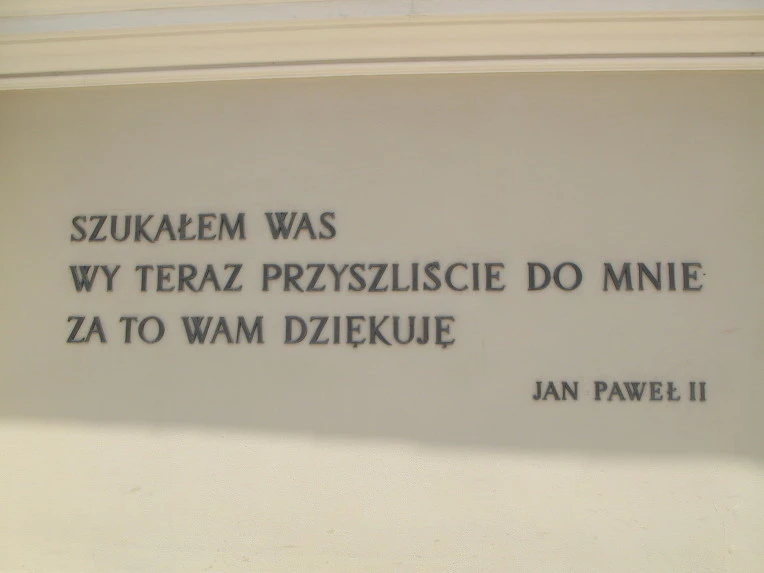 SZUKAŁEM WAS
WY TERAZ PRZYSZLIŚCIE DO MNIE
ZA TO WAM DZIĘKUJĘ
JAN PAWEŁ II